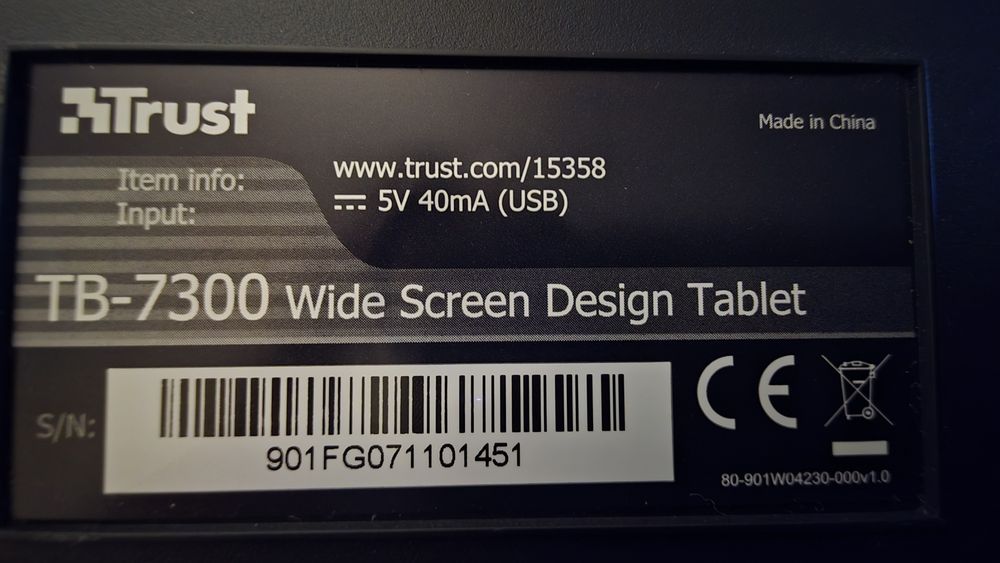 Trust
Made in China
Item info: www.trust.com/15358
Input: 5V 40mA (USB)
TB-7300 Wide Screen Design Tablet
S/N:
901FG071101451
CE
80-901W04230-000v1.0